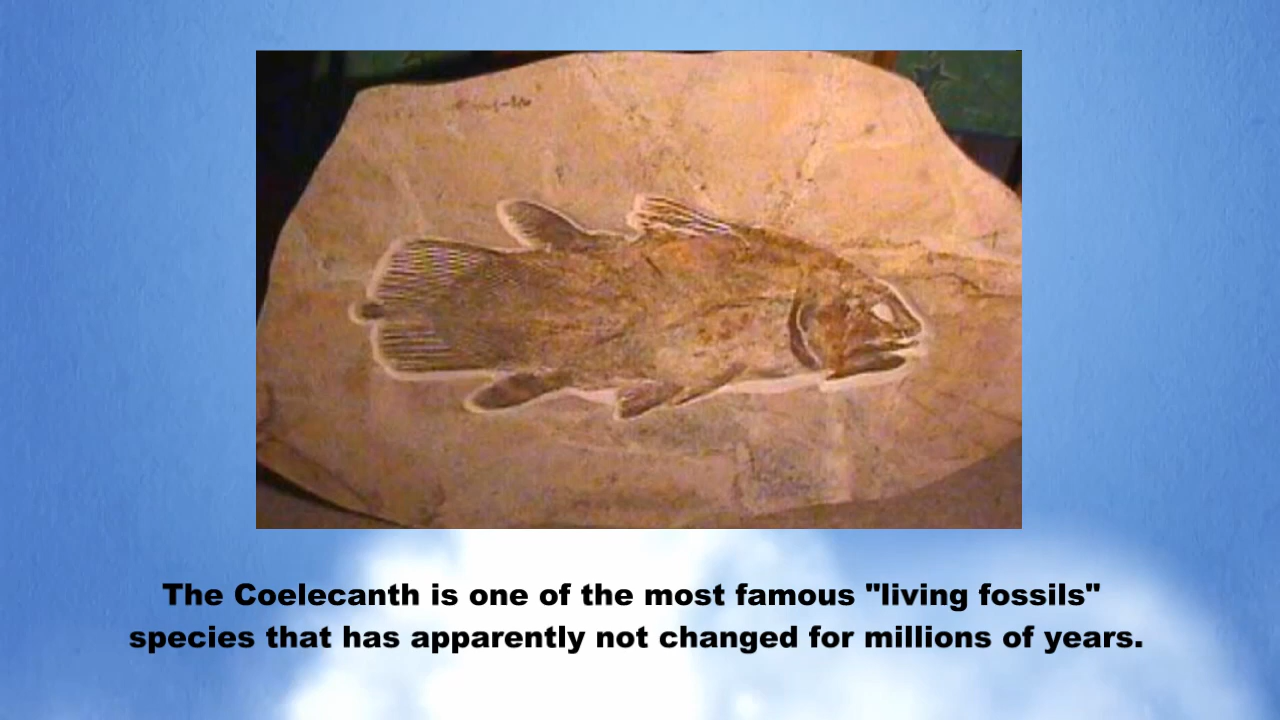 The Coelecanth is one of the most famous "living fossils"
species that has apparently not changed for millions of years.